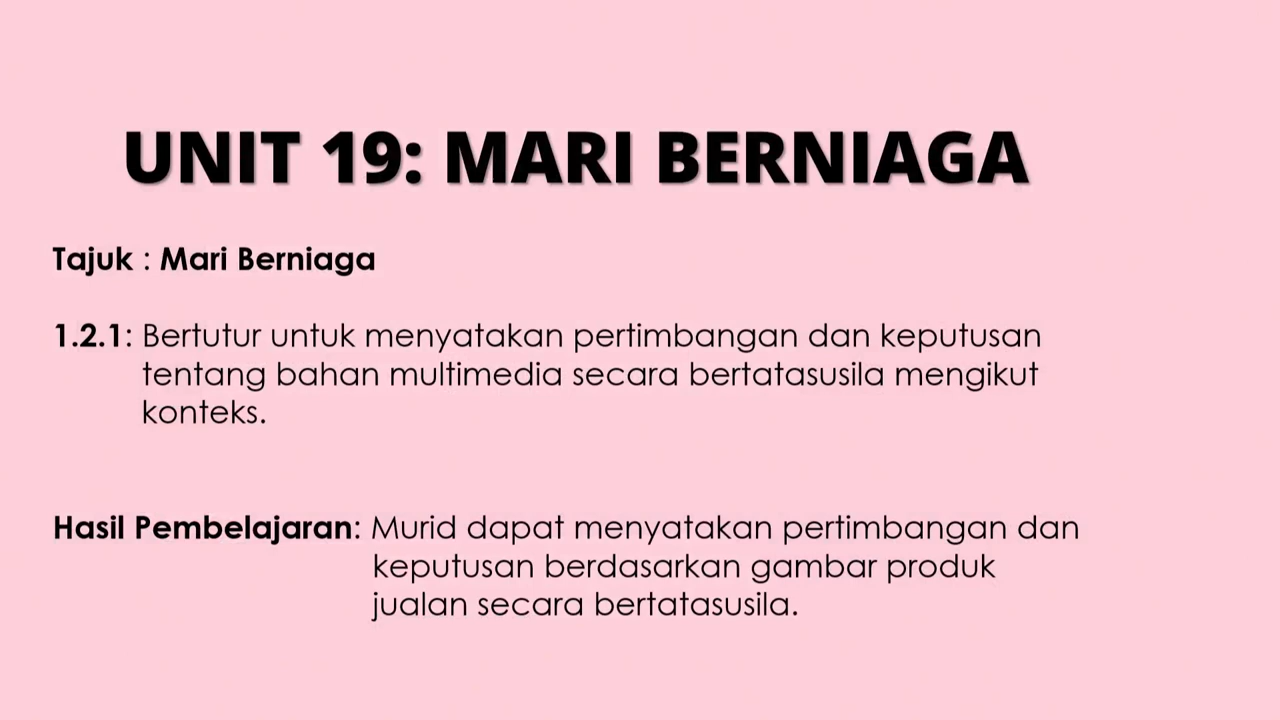 UNIT 19: MARI BERNIAGA
Tajuk : Mari Berniaga
1.2.1: Bertutur untuk menyatakan pertimbangan dan keputusan
tentang bahan multimedia secara bertatasusila mengikut
konteks.
Hasil Pembelajaran: Murid dapat menyatakan pertimbangan dan
keputusan berdasarkan gambar produk
jualan secara bertatasusila.